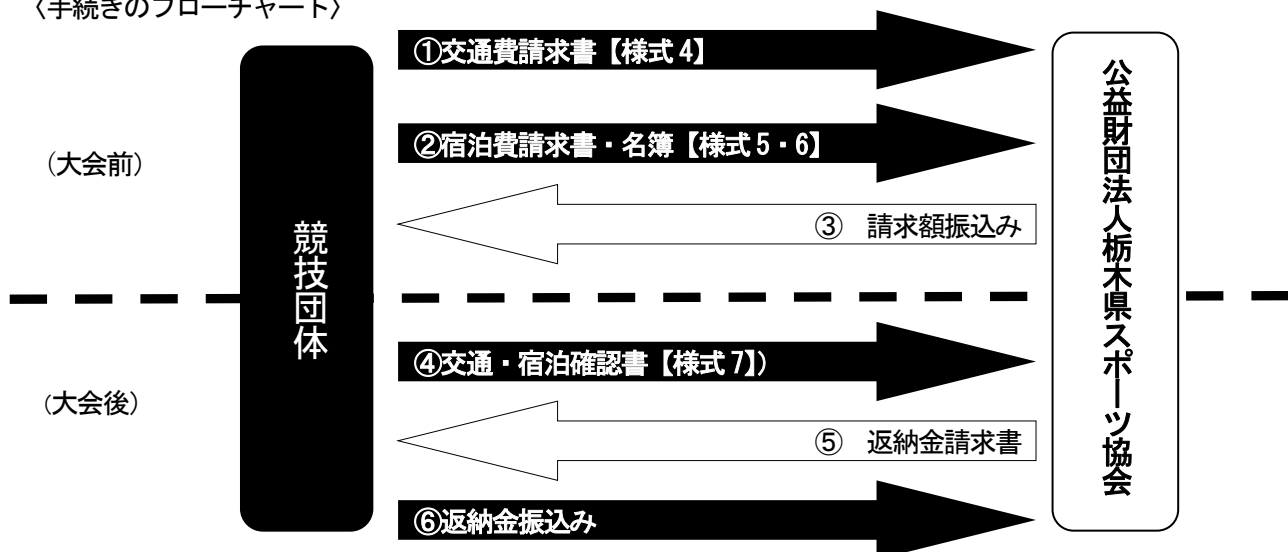 〈手続きのフローチャート〉
①交通費請求書【様式4】
②宿泊費請求書・名簿【様式5・6】
(大会前)
③ 請求額振込み
競技団体
公益財団法人栃木県スポーツ協会
④交通・宿泊確認書【様式7】)
(大会後)
⑤ 返納金請求書
⑥返納金振込み